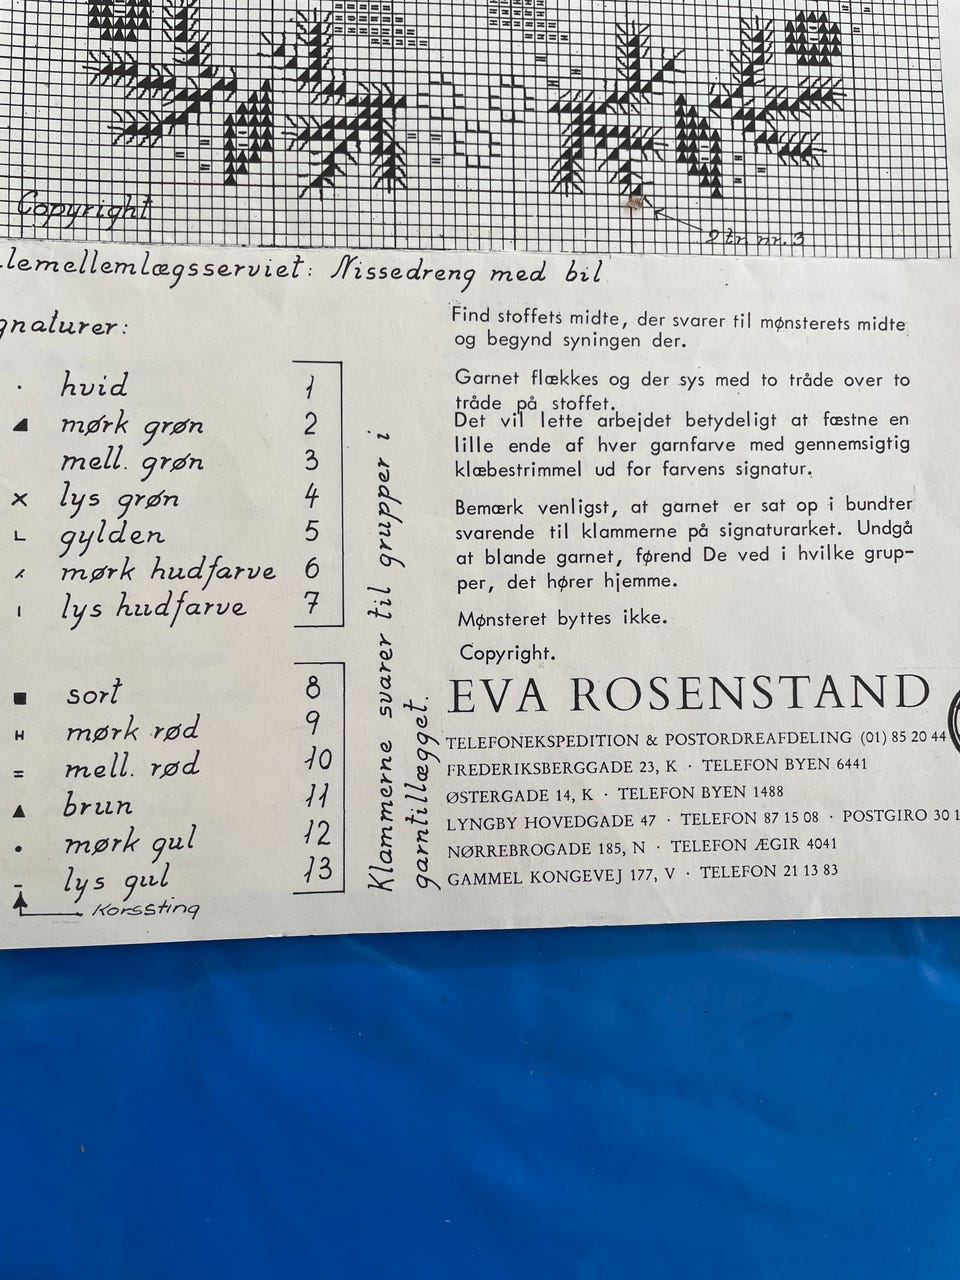 Copyright
2 tr. nr. 3
lemellemlægsserviet: Nissedreng med bil
gnaturer:
· hvid 1
◢ mørk grøn 2
mell. grøn 3
x lys grøn 4
L gylden 5
mørk hudfarve 6
ı lys hudfarve 7
■ sort 8
H mørk rød 9
= mell. rød 10
▲ brun 11
• mørk gul 12
- lys gul 13
Korssting
Klammerne svarer til grupper i
garntillægget.
Find stoffets midte, der svarer til mønsterets midte
og begynd syningen der.
Garnet flækkes og der sys med to tråde over to
tråde på stoffet.
Det vil lette arbejdet betydeligt at fæstne en
lille ende af hver garnfarve med gennemsigtig
klæbestrimmel ud for farvens signatur.
Bemærk venligst, at garnet er sat op i bundter
svarende til klammerne på signaturarket. Undgå
at blande garnet, førend De ved i hvilke grup-
per, det hører hjemme.
Mønsteret byttes ikke.
Copyright.
EVA ROSENSTAND
TELEFONEKSPEDITION & POSTORDREAFDELING (01) 85 20 44
FREDERIKSBERGGADE 23, K · TELEFON BYEN 6441
ØSTERGADE 14, K · TELEFON BYEN 1488
LYNGBY HOVEDGADE 47 · TELEFON 87 15 08 · POSTGIRO 30 1
NØRREBROGADE 185, N · TELEFON ÆGIR 4041
GAMMEL KONGEVEJ 177, V · TELEFON 21 13 83